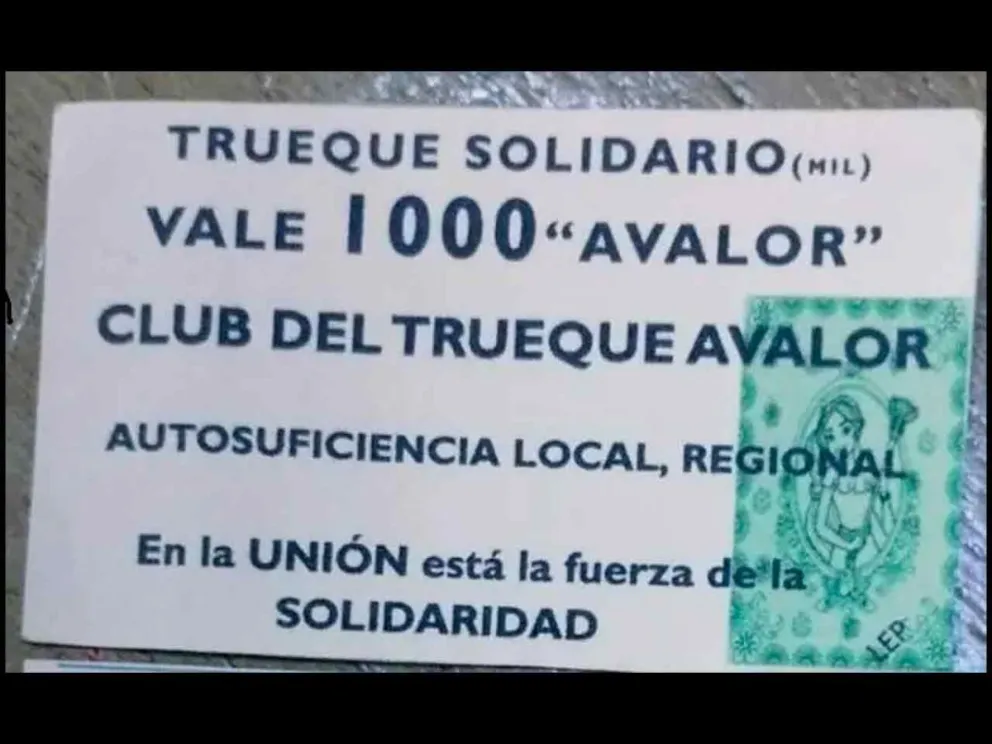 TRUEQUE SOLIDARIO (MIL)
VALE 1000 “AVALOR”
CLUB DEL TRUEQUE AVALOR
AUTOSUFICIENCIA LOCAL, REGIONAL
En la UNIÓN está la fuerza de la
SOLIDARIDAD
LEP